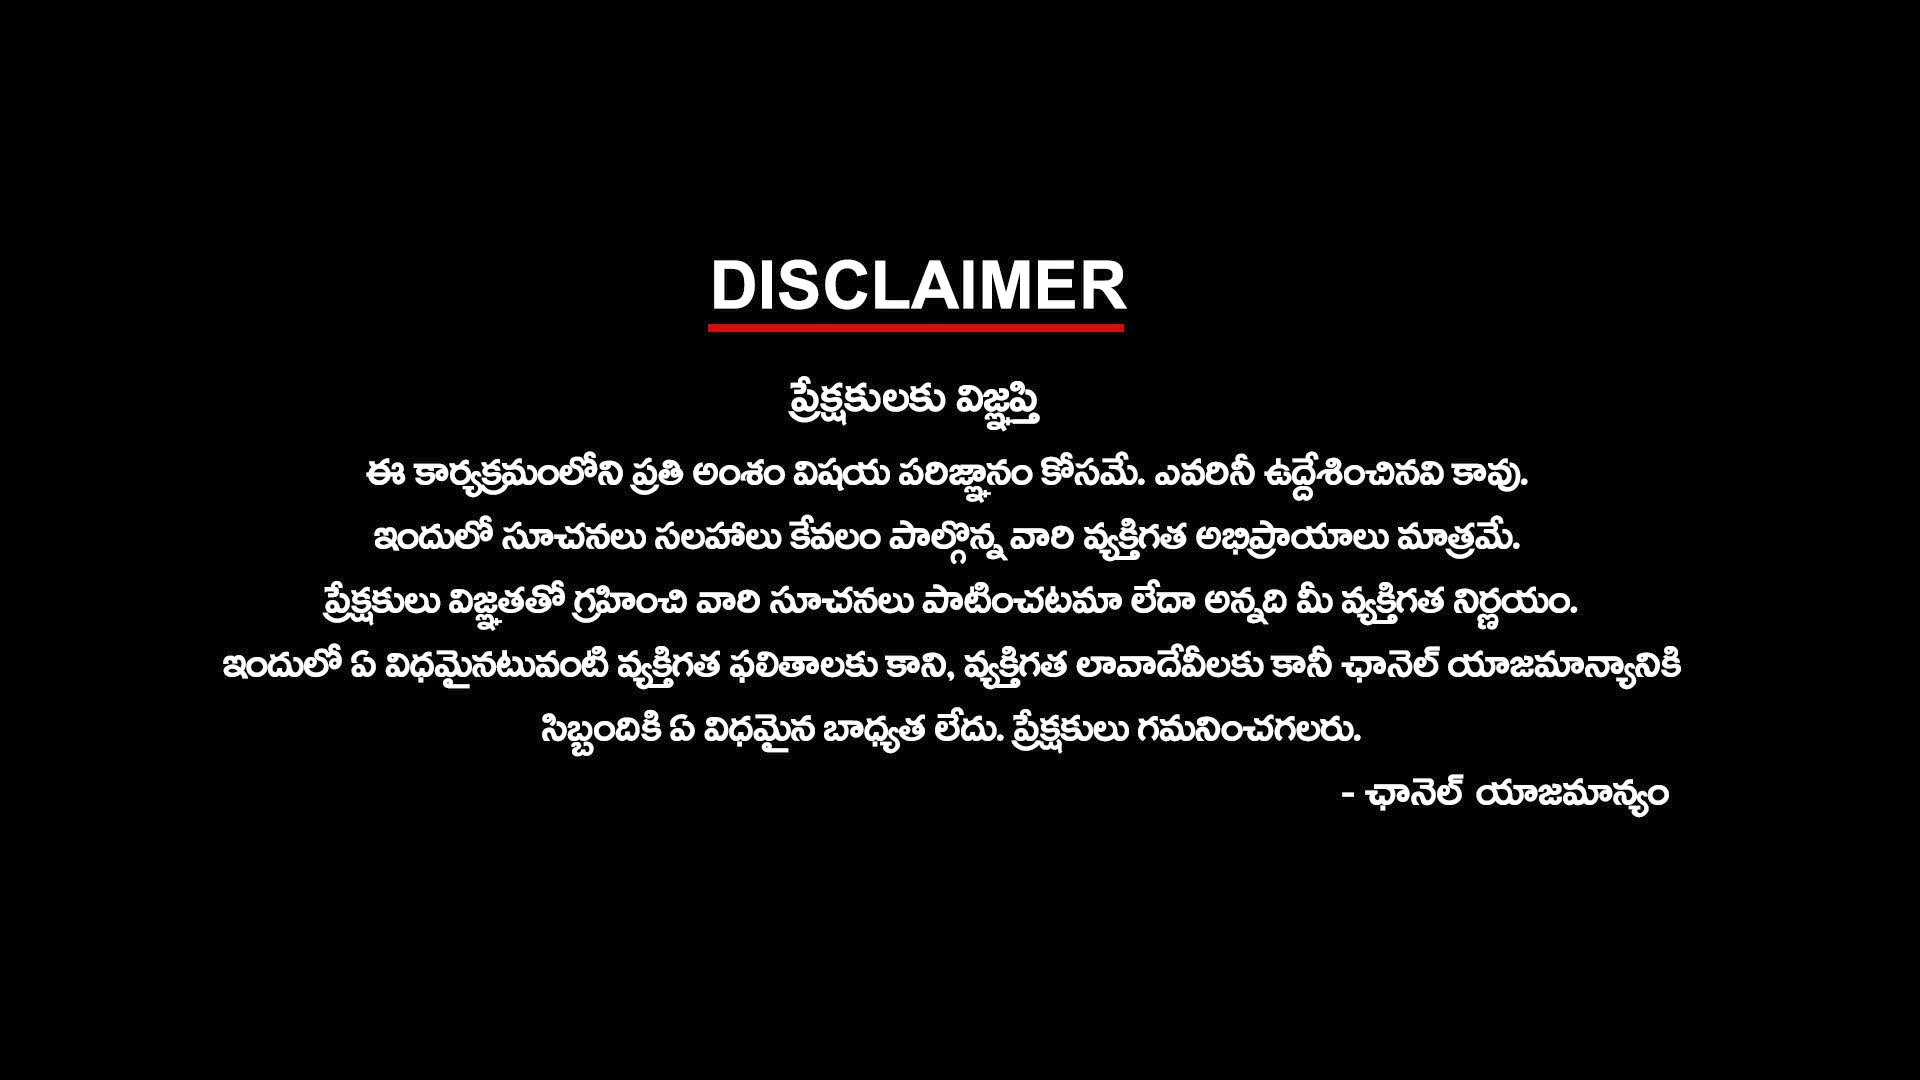 DISCLAIMER
ప్రేక్షకులకు విజ్ఞప్తి
ఈ కార్యక్రమంలోని ప్రతి అంశం విషయ పరిజ్ఞానం కోసమే. ఎవరినీ ఉద్దేశించినవి కావు.
ఇందులో సూచనలు సలహాలు కేవలం పాల్గొన్న వారి వ్యక్తిగత అభిప్రాయాలు మాత్రమే.
ప్రేక్షకులు విజ్ఞతతో గ్రహించి వారి సూచనలు పాటించటమా లేదా అన్నది మీ వ్యక్తిగత నిర్ణయం.
ఇందులో ఏ విధమైనటువంటి వ్యక్తిగత ఫలితాలకు కాని, వ్యక్తిగత లావాదేవీలకు కానీ ఛానెల్ యాజమాన్యానికి
సిబ్బందికి ఏ విధమైన బాధ్యత లేదు. ప్రేక్షకులు గమనించగలరు.
- ఛానెల్ యాజమాన్యం